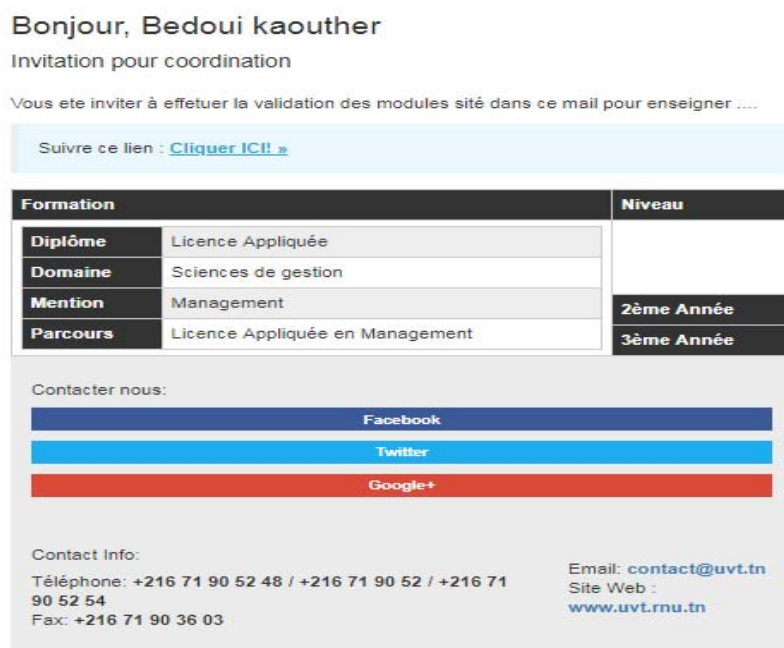 Bonjour, Bedoui kaouther
Invitation pour coordination
Vous ete inviter à effetuer la validation des modules sité dans ce mail pour enseigner ....
Suivre ce lien : Cliquer ICI! »
Formation
Niveau
Diplôme Licence Appliquée
Domaine Sciences de gestion
Mention Management
Parcours Licence Appliquée en Management
2ème Année
3ème Année
Contacter nous:
Facebook
Twitter
Google+
Contact Info:
Téléphone: +216 71 90 52 48 / +216 71 90 52 / +216 71
90 52 54
Fax: +216 71 90 36 03
Email: contact@uvt.tn
Site Web :
www.uvt.rnu.tn